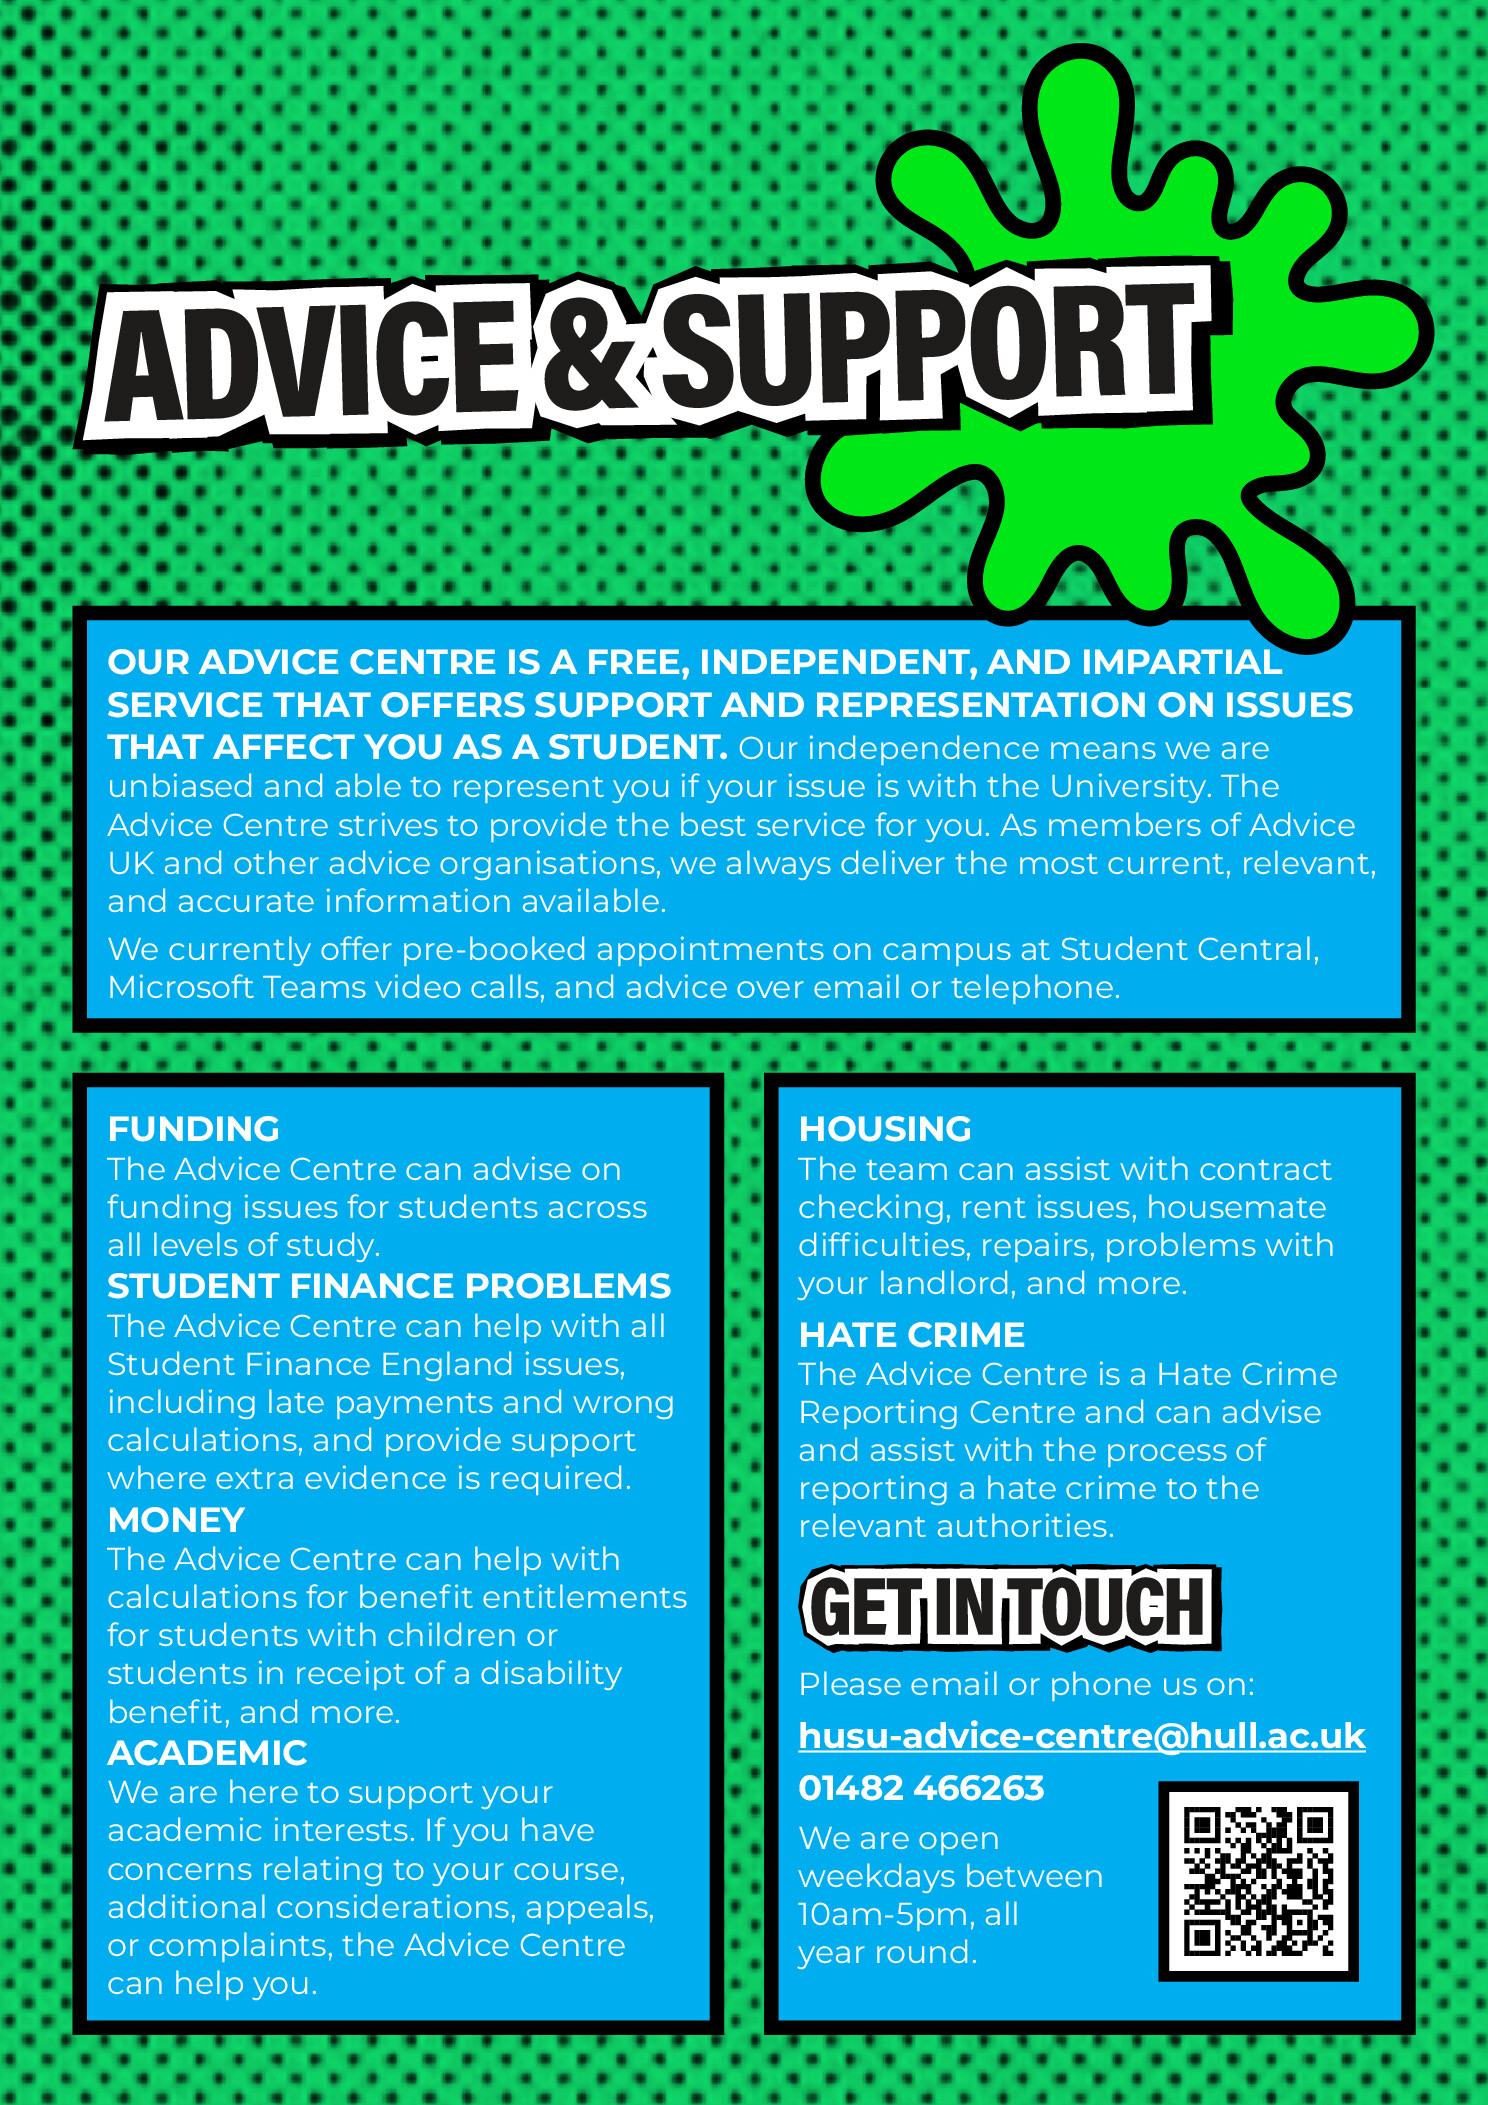 ADVICE & SUPPORT
OUR ADVICE CENTRE IS A FREE, INDEPENDENT, AND IMPARTIAL
SERVICE THAT OFFERS SUPPORT AND REPRESENTATION ON ISSUES
THAT AFFECT YOU AS A STUDENT. Our independence means we are
unbiased and able to represent you if your issue is with the University. The
Advice Centre strives to provide the best service for you. As members of Advice
UK and other advice organisations, we always deliver the most current, relevant,
and accurate information available.
We currently offer pre-booked appointments on campus at Student Central,
Microsoft Teams video calls, and advice over email or telephone.
FUNDING
The Advice Centre can advise on
funding issues for students across
all levels of study.
STUDENT FINANCE PROBLEMS
The Advice Centre can help with all
Student Finance England issues,
including late payments and wrong
calculations, and provide support
where extra evidence is required.
MONEY
The Advice Centre can help with
calculations for benefit entitlements
for students with children or
students in receipt of a disability
benefit, and more.
ACADEMIC
We are here to support your
academic interests. If you have
concerns relating to your course,
additional considerations, appeals,
or complaints, the Advice Centre
can help you.
HOUSING
The team can assist with contract
checking, rent issues, housemate
difficulties, repairs, problems with
your landlord, and more.
HATE CRIME
The Advice Centre is a Hate Crime
Reporting Centre and can advise
and assist with the process of
reporting a hate crime to the
relevant authorities.
GET IN TOUCH
Please email or phone us on:
husu-advice-centre@hull.ac.uk
01482 466263
We are open
weekdays between
10am-5pm, all
year round.